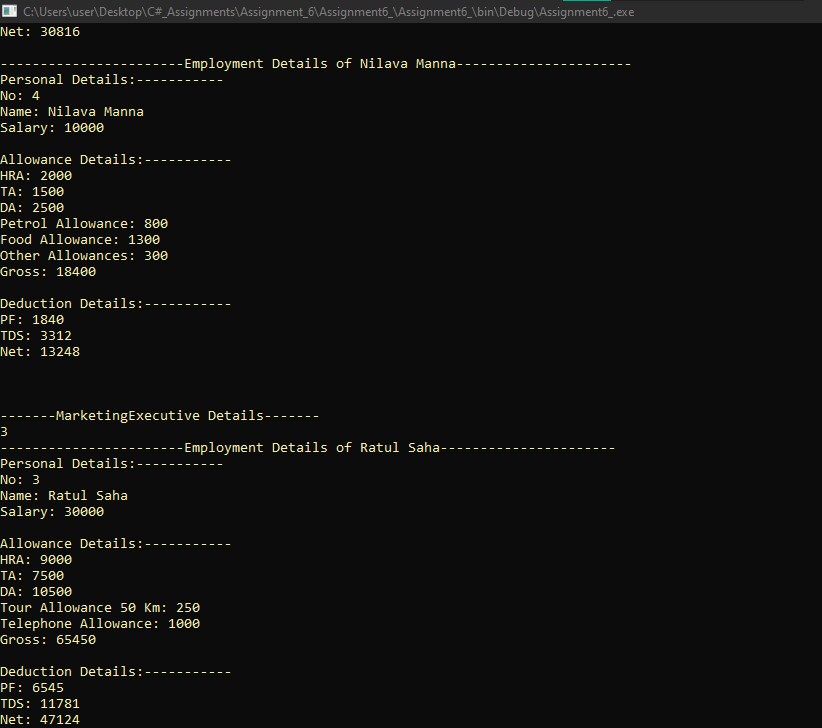 C:\Users\user\Desktop\C#_Assignments\Assignment_6\Assignment6_\Assignment6_\bin\Debug\Assignment6_.exe
Net: 30816
-----------------------Employment Details of Nilava Manna----------------------
Personal Details:-----------
No: 4
Name: Nilava Manna
Salary: 10000
Allowance Details:-----------
HRA: 2000
TA: 1500
DA: 2500
Petrol Allowance: 800
Food Allowance: 1300
Other Allowances: 300
Gross: 18400
Deduction Details:-----------
PF: 1840
TDS: 3312
Net: 13248
-------MarketingExecutive Details-------
3
-----------------------Employment Details of Ratul Saha----------------------
Personal Details:-----------
No: 3
Name: Ratul Saha
Salary: 30000
Allowance Details:-----------
HRA: 9000
TA: 7500
DA: 10500
Tour Allowance 50 Km: 250
Telephone Allowance: 1000
Gross: 65450
Deduction Details:-----------
PF: 6545
TDS: 11781
Net: 47124